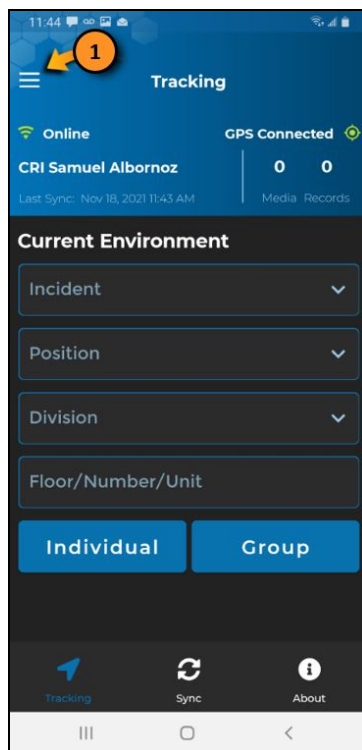 11:44
1
Tracking
Online GPS Connected
CRI Samuel Albornoz 0 0
Last Sync: Nov 18, 2021 11:43 AM Media Records
Current Environment
Incident
Position
Division
Floor/Number/Unit
Individual Group
Tracking Sync About